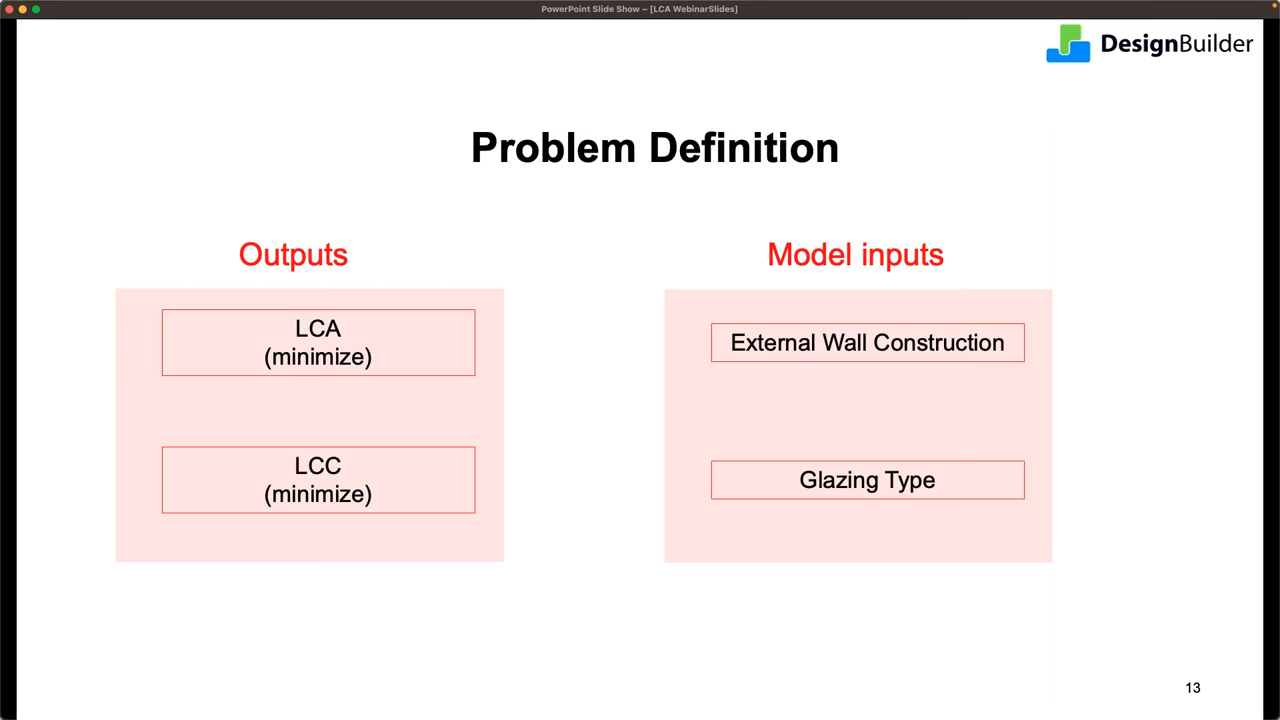 PowerPoint Slide Show – [LCA WebinarSlides]
DesignBuilder
Problem Definition
Outputs
LCA
(minimize)
LCC
(minimize)
Model inputs
External Wall Construction
Glazing Type
13